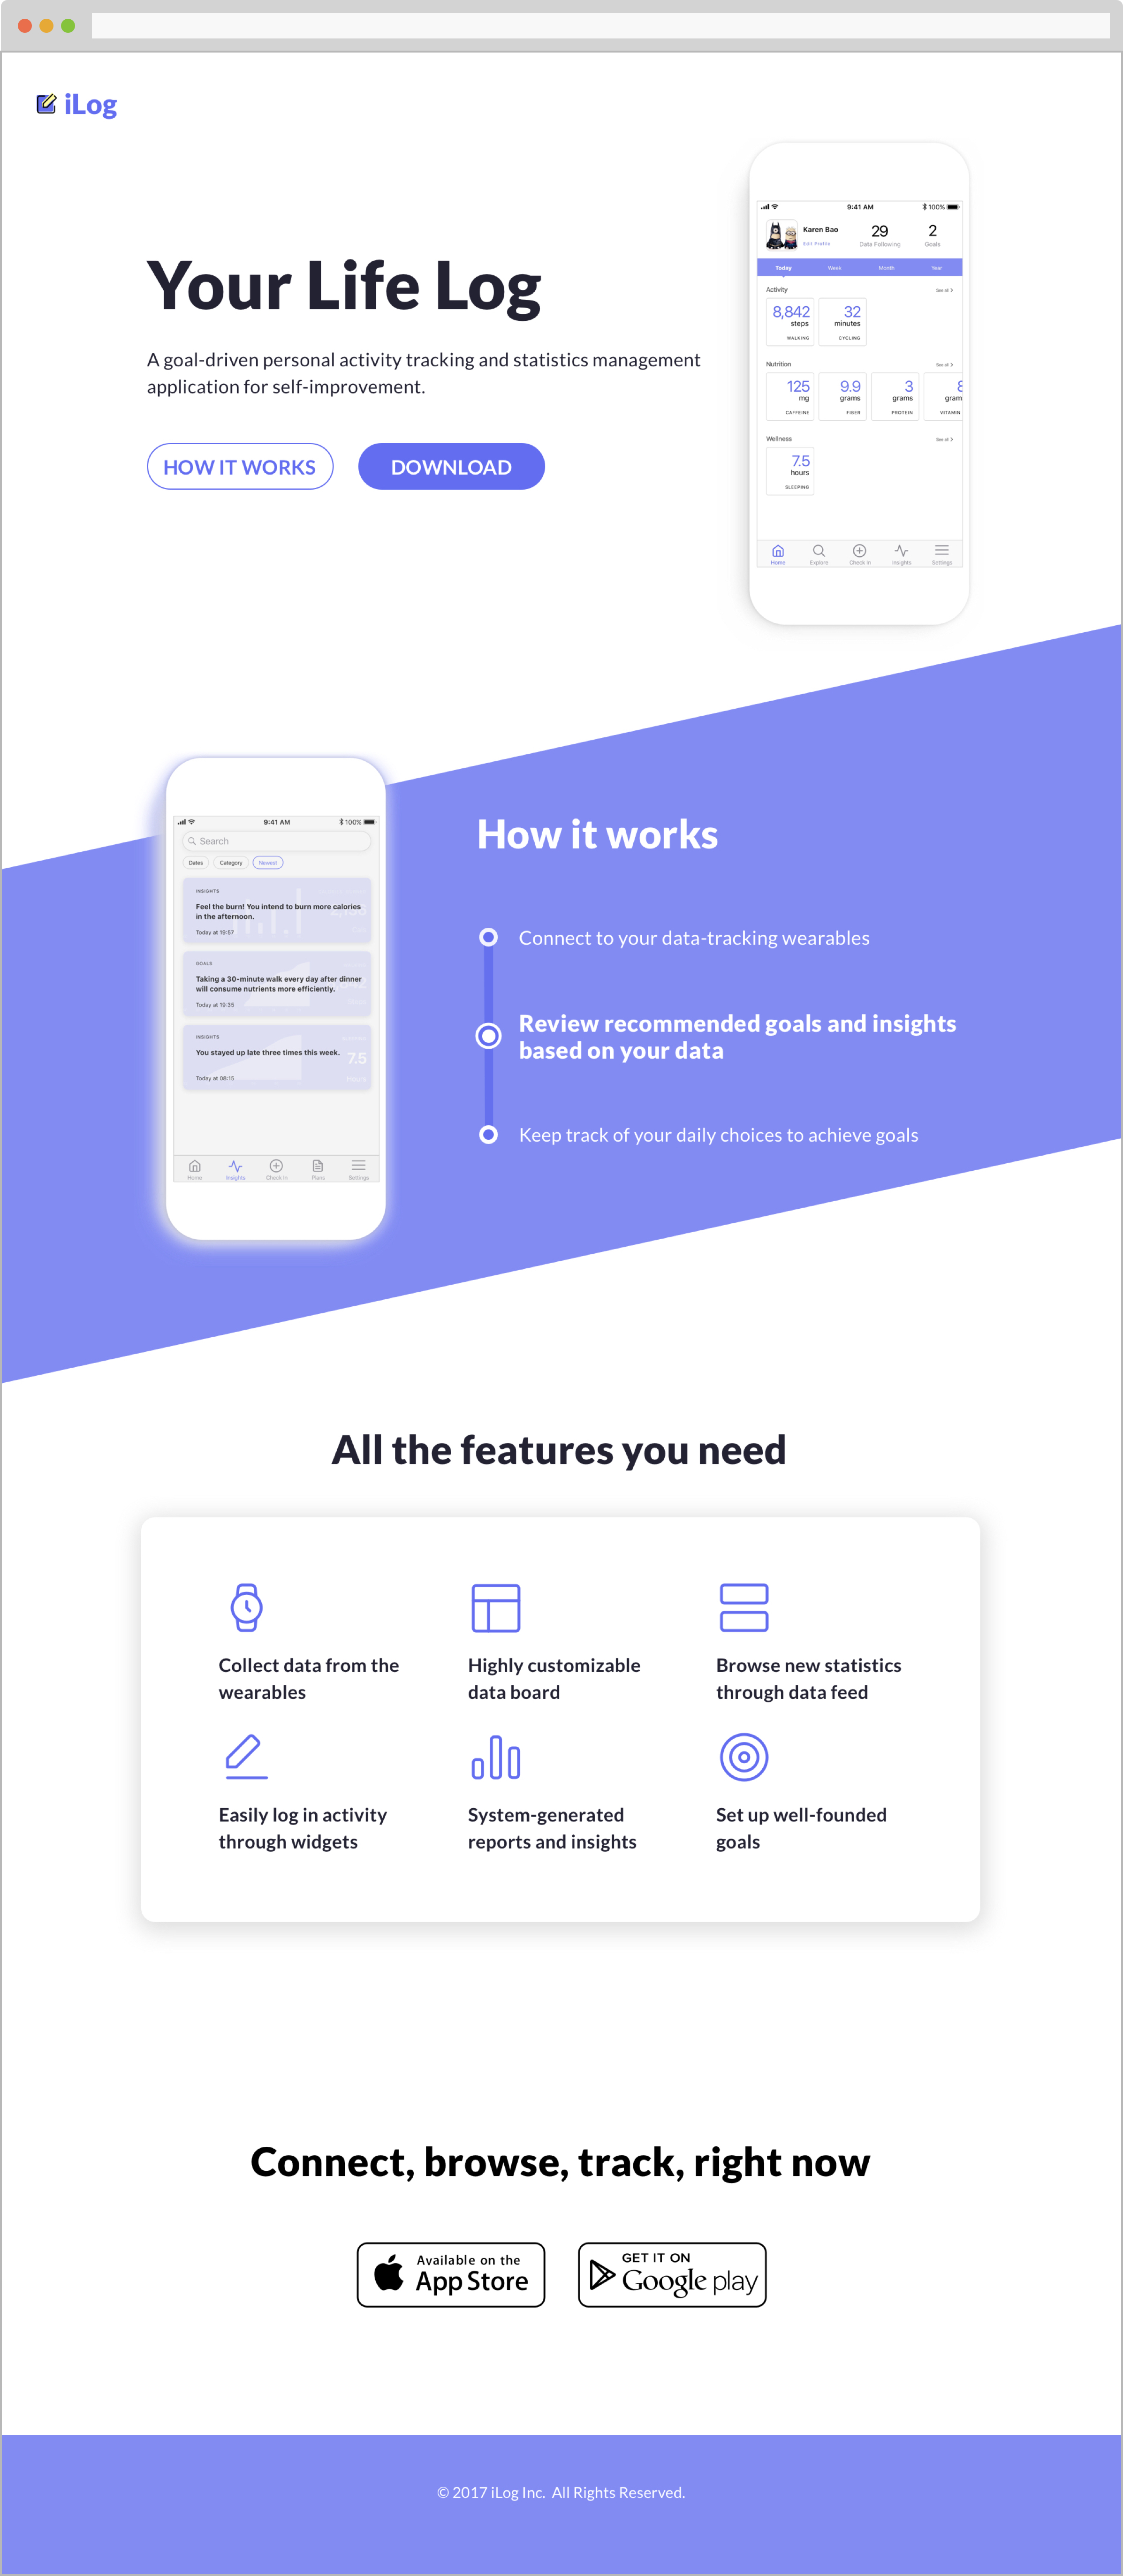 iLog
Your Life Log
A goal-driven personal activity tracking and statistics management
application for self-improvement.
HOW IT WORKS
DOWNLOAD
9:41 AM
100%
Karen Bao
Edit Profile
29
Data Following
2
Goals
Today
Week
Month
Year
Activity
See all
8,842
steps
WALKING
32
minutes
CYCLING
Nutrition
See all
125
mg
CAFFEINE
9.9
grams
FIBER
3
grams
PROTEIN
gram
VITAMIN
Wellness
See all
7.5
hours
SLEEPING
Home
Explore
Check In
Insights
Settings
9:41 AM
100%
Search
Dates
Category
Newest
INSIGHTS
Feel the burn! You intend to burn more calories
in the afternoon.
Today at 19:57
GOALS
Taking a 30-minute walk every day after dinner
will consume nutrients more efficiently.
Today at 19:35
INSIGHTS
You stayed up late three times this week.
7.5
Today at 08:15
Home
Insights
Check In
Plans
Settings
How it works
Connect to your data-tracking wearables
Review recommended goals and insights
based on your data
Keep track of your daily choices to achieve goals
All the features you need
Collect data from the
wearables
Highly customizable
data board
Browse new statistics
through data feed
Easily log in activity
through widgets
System-generated
reports and insights
Set up well-founded
goals
Connect, browse, track, right now
Available on the
App Store
GET IT ON
Google play
© 2017 iLog Inc. All Rights Reserved.